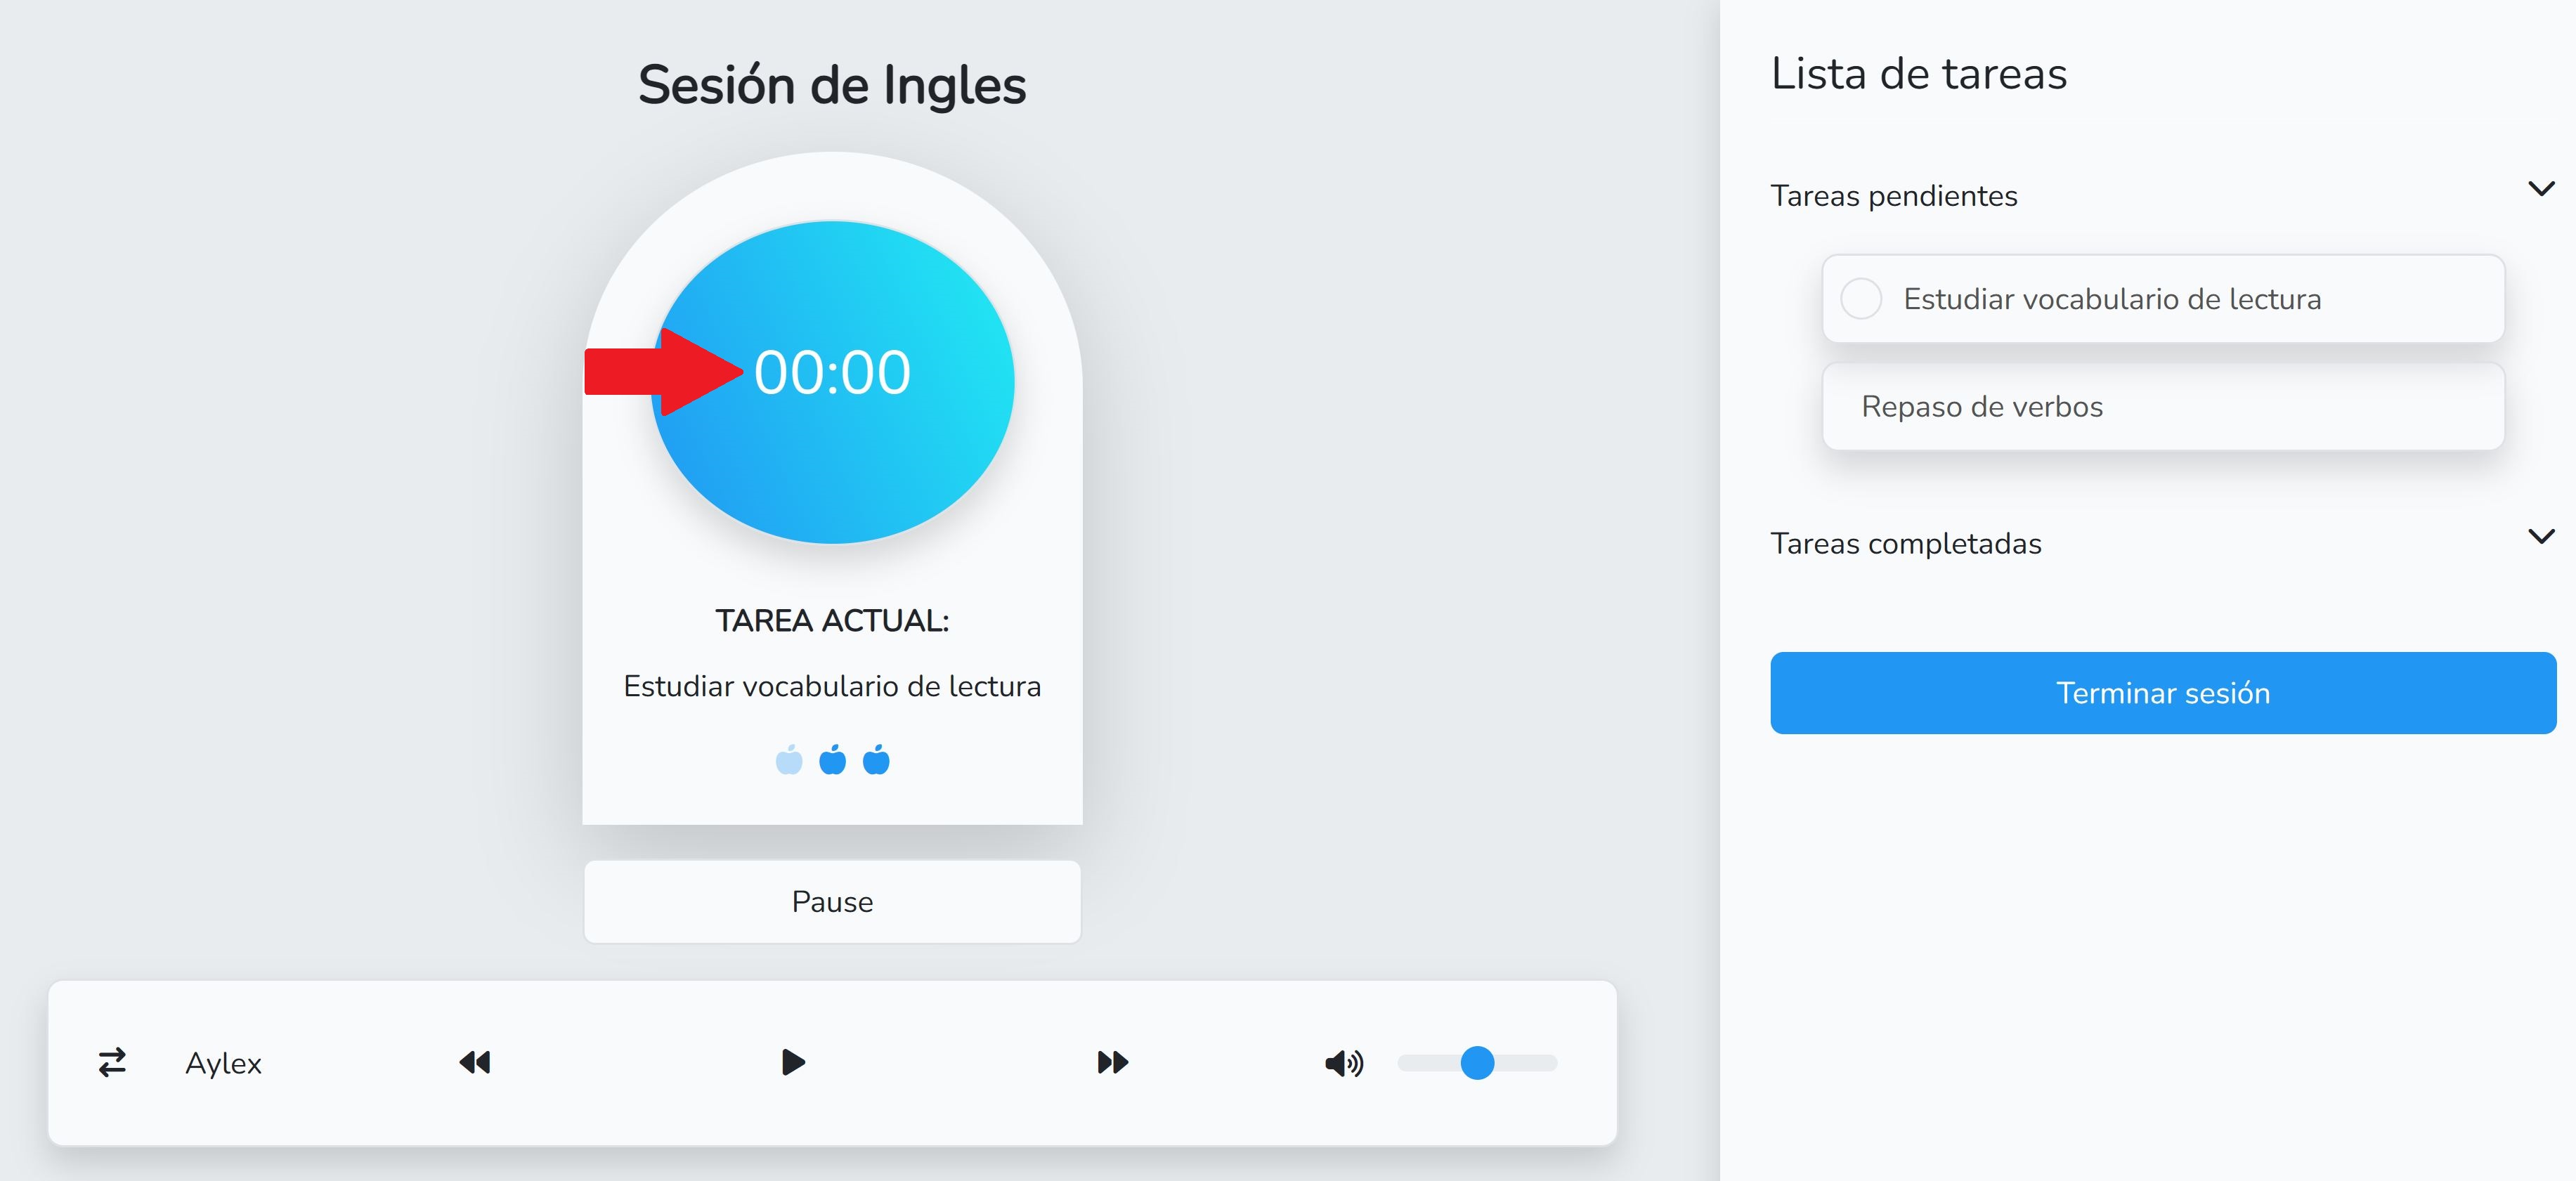 Sesión de Ingles
00:00
TAREA ACTUAL:
Estudiar vocabulario de lectura
Pause
Aylex
Lista de tareas
Tareas pendientes
Estudiar vocabulario de lectura
Repaso de verbos
Tareas completadas
Terminar sesión